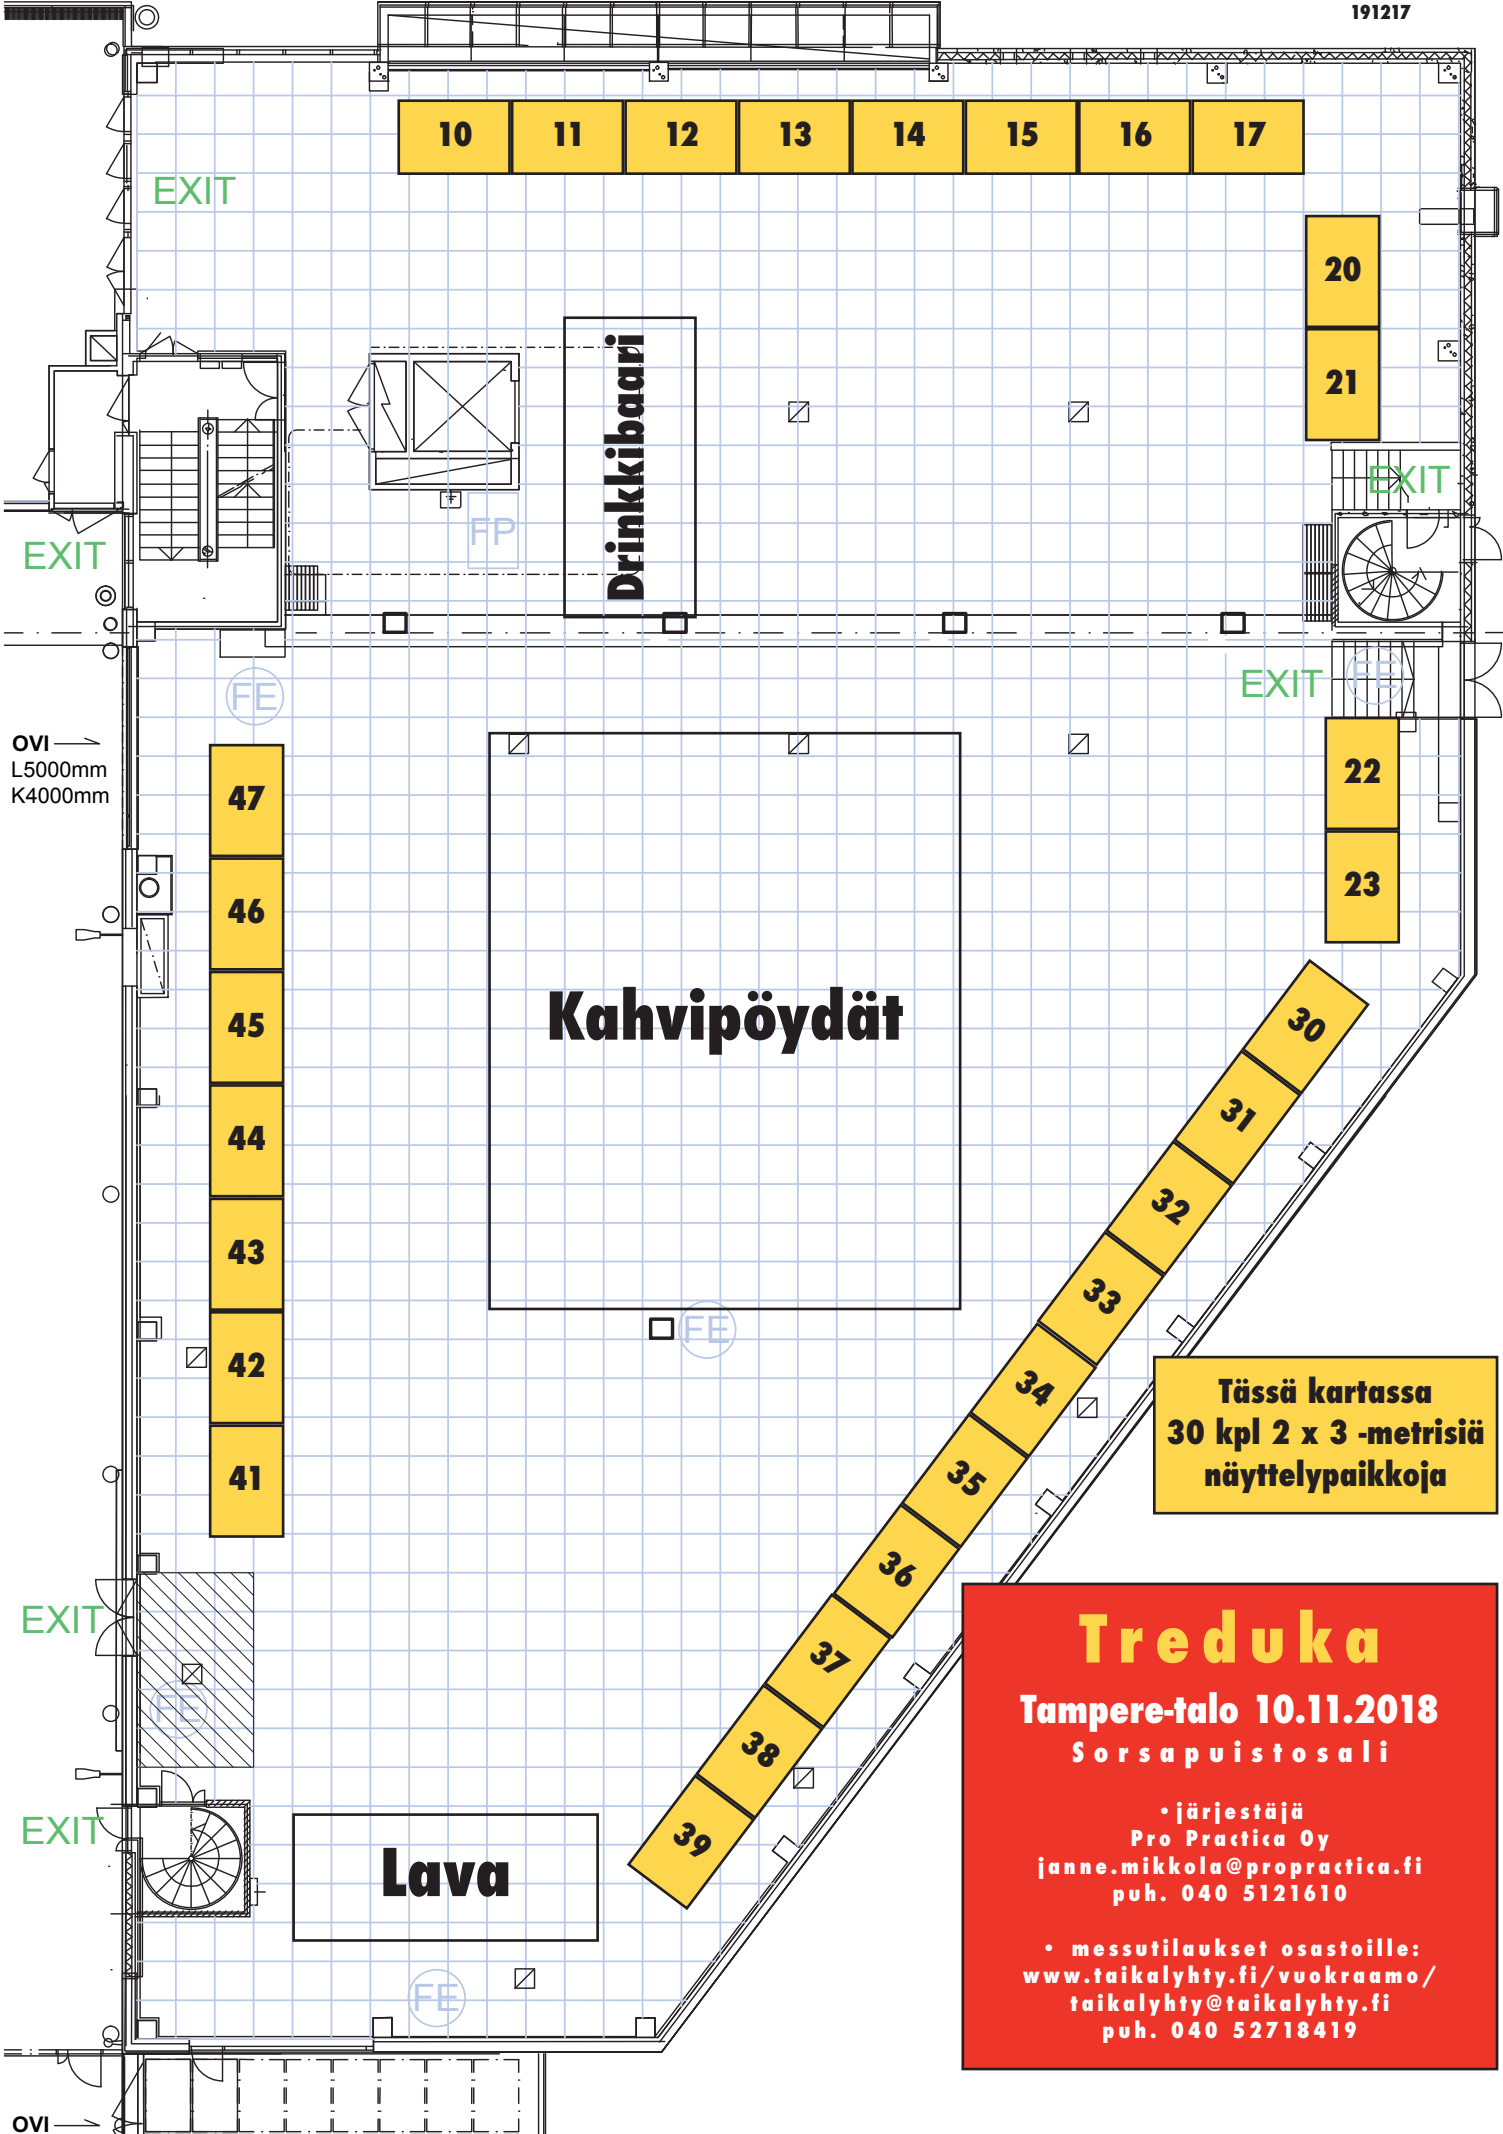 191217
10 11 12 13 14 15 16 17
EXIT
20
21
Drinkkibaari
EXIT
FP
EXIT
EXIT
FE
FE
OVI
L5000mm
K4000mm
22
23
47
46
45
44
43
42
41
Kahvipöydät
FE
30
31
32
33
34
35
36
37
38
39
Tässä kartassa
30 kpl 2 x 3 -metrisiä
näyttelypaikkoja
EXIT
FE
EXIT
Lava
FE
Treduka
Tampere-talo 10.11.2018
Sorsapuistosali
• järjestäjä
Pro Practica Oy
janne.mikkola@propractica.fi
puh. 040 5121610
• messutilaukset osastoille:
www.taikalyhty.fi/vuokraamo/
taikalyhty@taikalyhty.fi
puh. 040 52718419
OVI